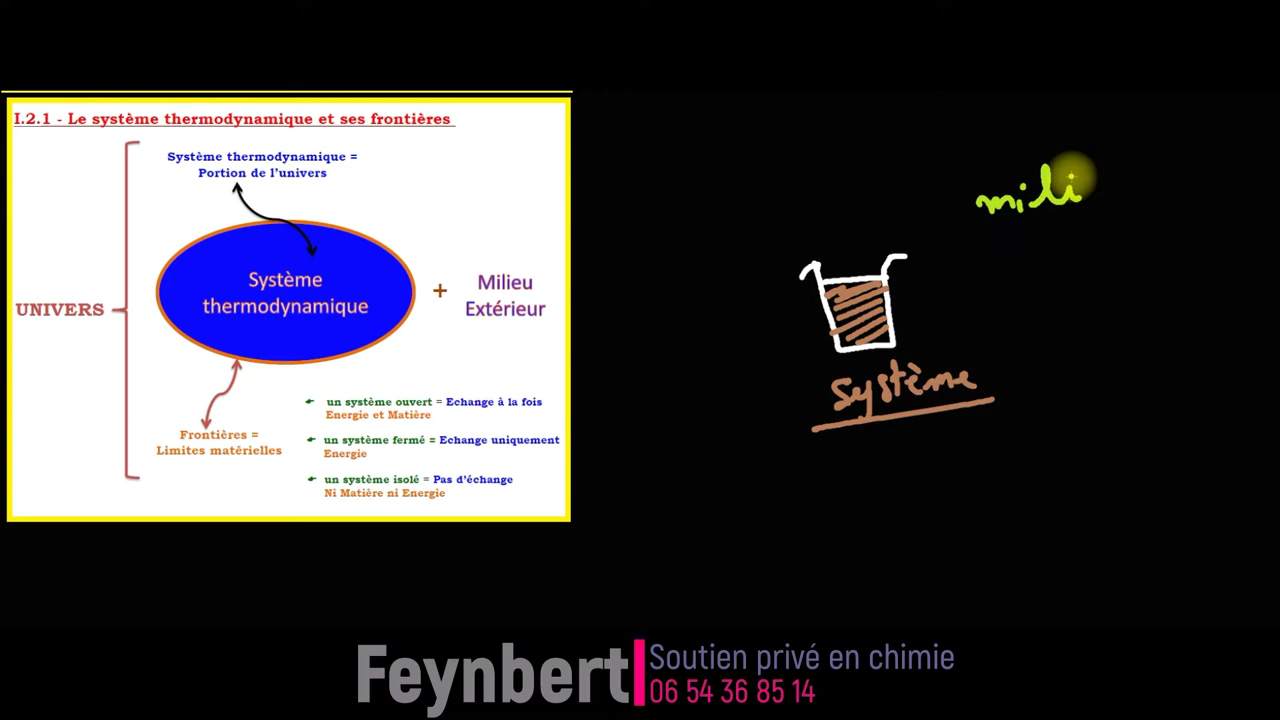 I.2.1 - Le système thermodynamique et ses frontières
Système thermodynamique =
Portion de l'univers
Système
thermodynamique
+
Milieu
Extérieur
UNIVERS
un système ouvert = Echange à la fois
Energie et Matière
un système fermé = Echange uniquement
Energie
un système isolé = Pas d'échange
Ni Matière ni Energie
Frontières =
Limites matérielles
mili
Système
Feynbert
Soutien privé en chimie
06 54 36 85 14